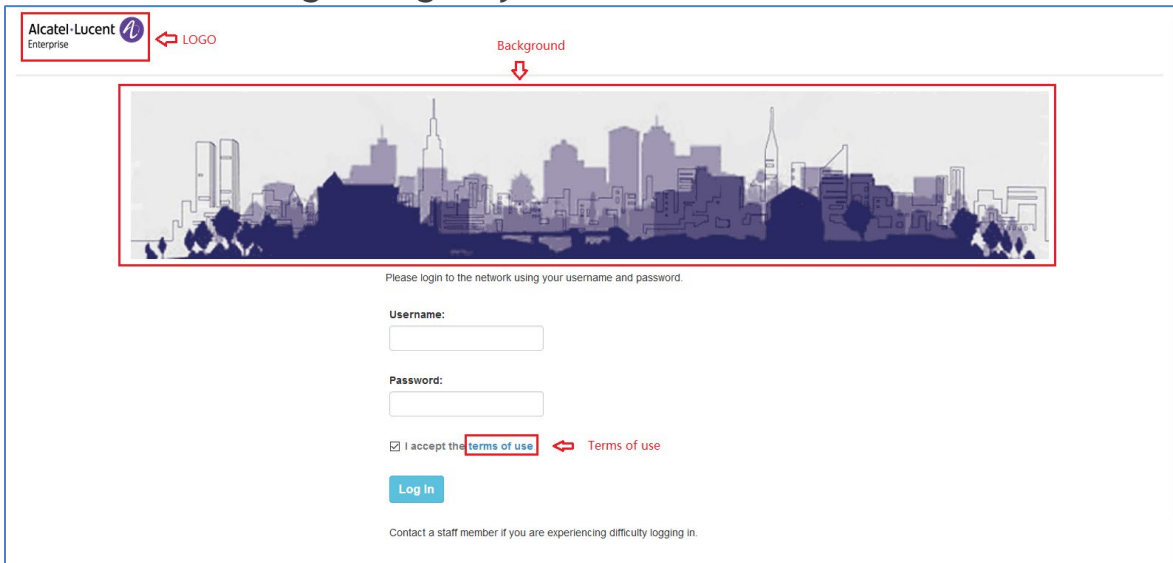 Alcatel·Lucent
Enterprise
LOGO
Background
Please login to the network using your username and password.
Username:
Password:
I accept the terms of use
Terms of use
Log In
Contact a staff member if you are experiencing difficulty logging in.